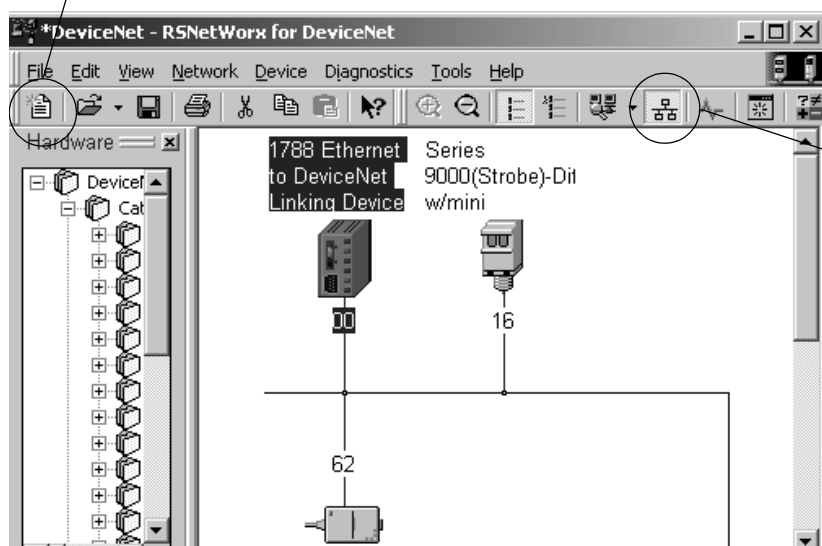 *DeviceNet - RSNetWorx for DeviceNet
File Edit View Network Device Diagnostics Tools Help
Hardware
DeviceN
Cat
1788 Ethernet
to DeviceNet
Linking Device
Series
9000(Strobe)-Dif
w/mini
00
16
62